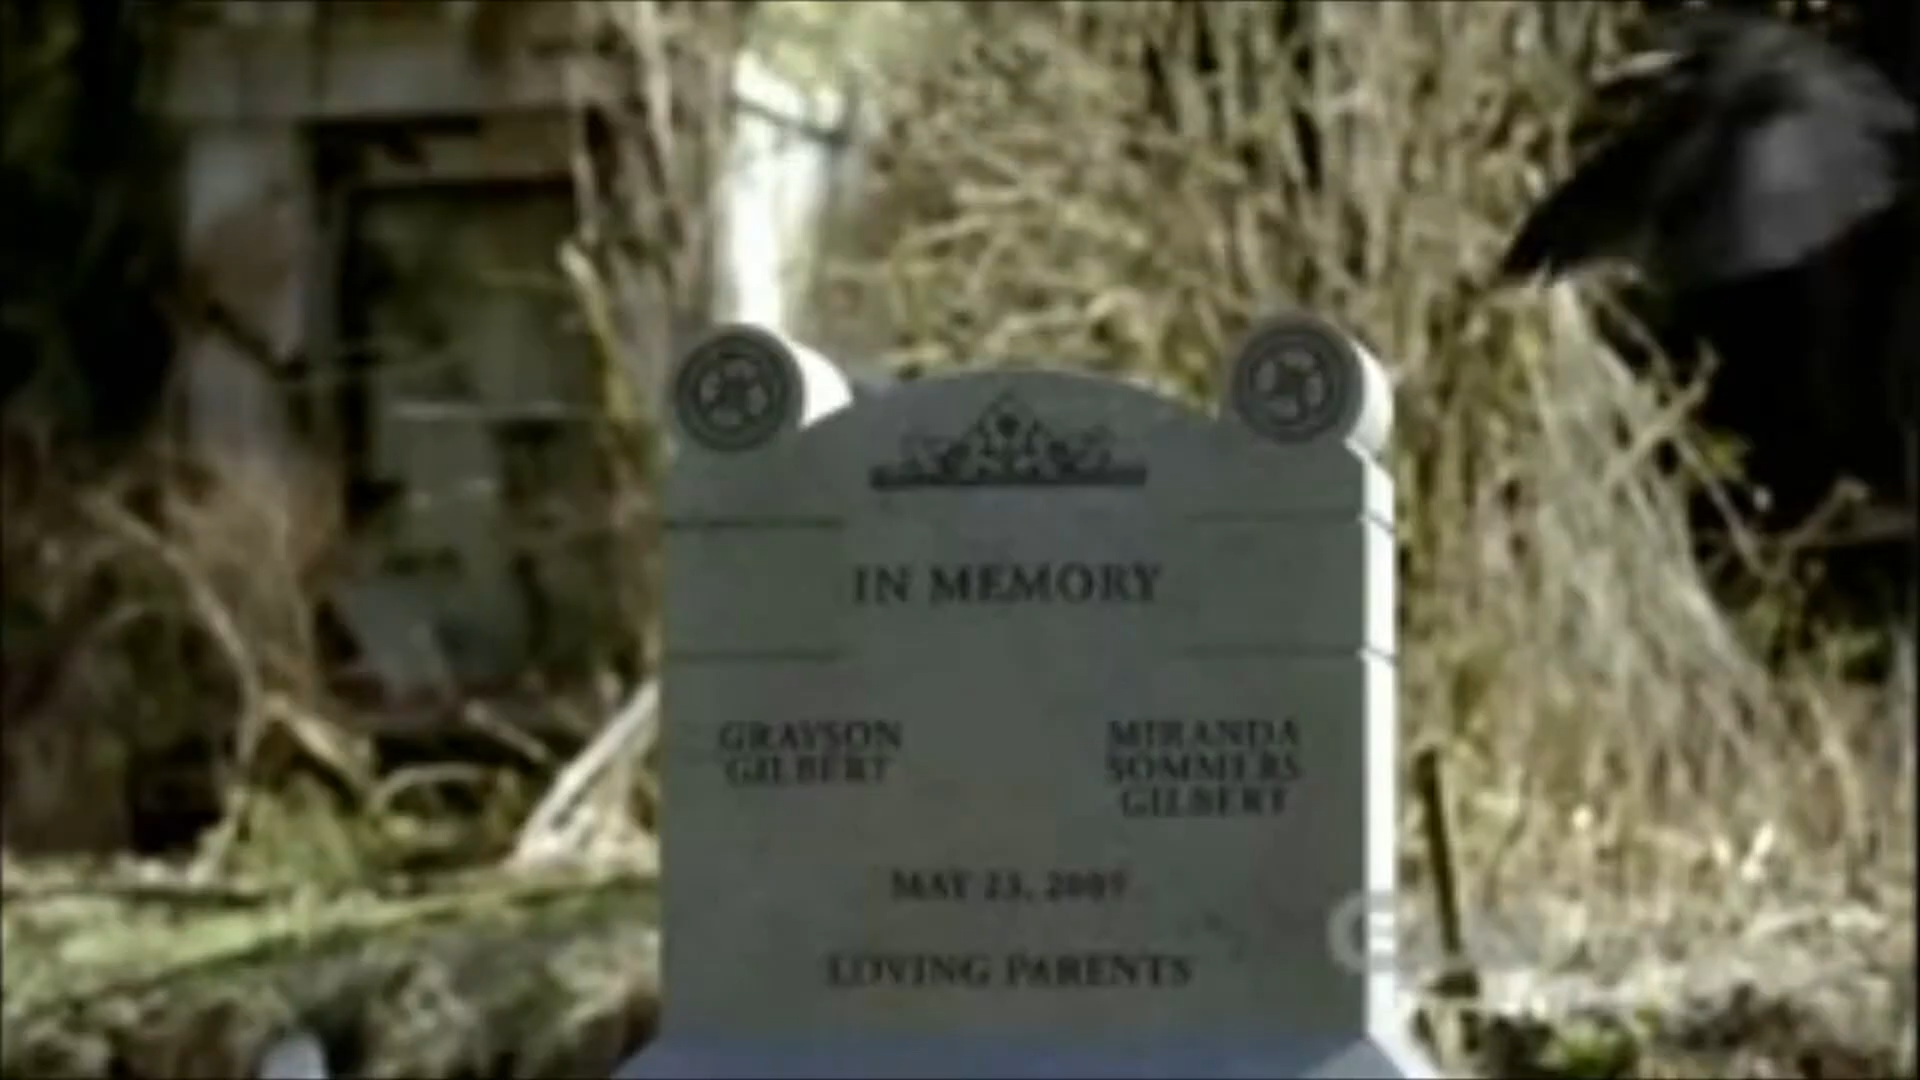 IN MEMORY
GRAYSON
GILBERT
MIRANDA
SOMMERS
GILBERT
MAY 23, 2009
LOVING PARENTS